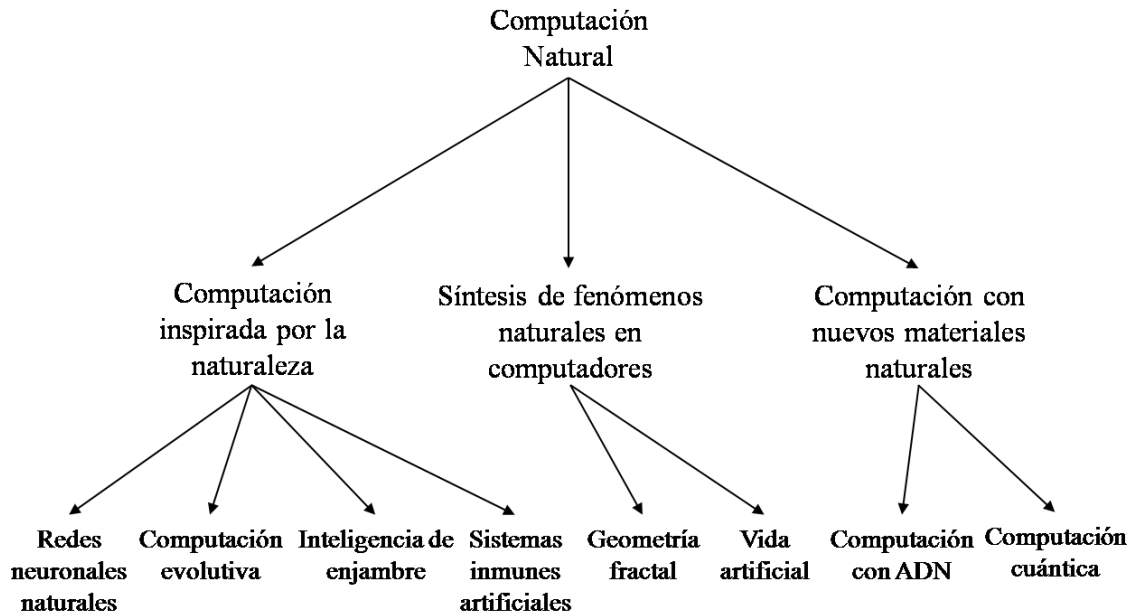 Computación
Natural
Computación
inspirada por la
naturaleza
Síntesis de fenómenos
naturales en
computadores
Computación con
nuevos materiales
naturales
Redes
neuronales
naturales
Computación
evolutiva
Inteligencia de
enjambre
Sistemas
inmunes
artificiales
Geometría
fractal
Vida
artificial
Computación
con ADN
Computación
cuántica